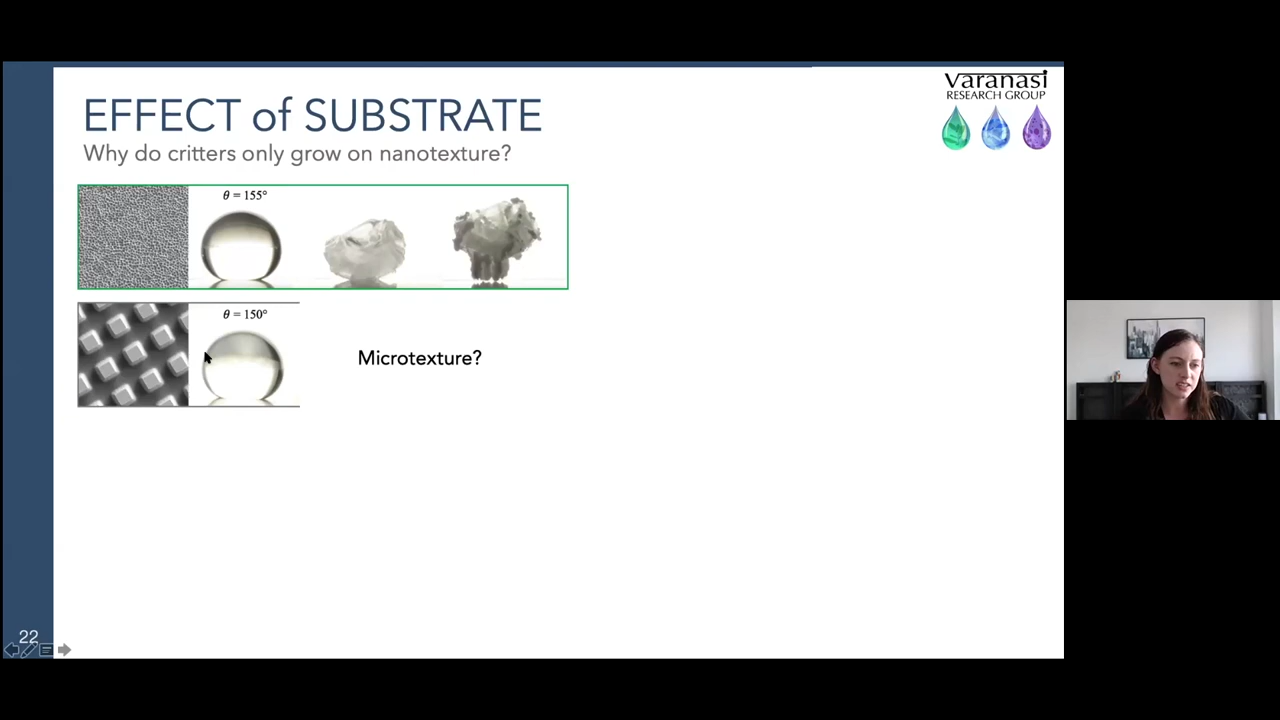 varanasi
RESEARCH GROUP
EFFECT of SUBSTRATE
Why do critters only grow on nanotexture?
θ = 155°
θ = 150°
Microtexture?
22